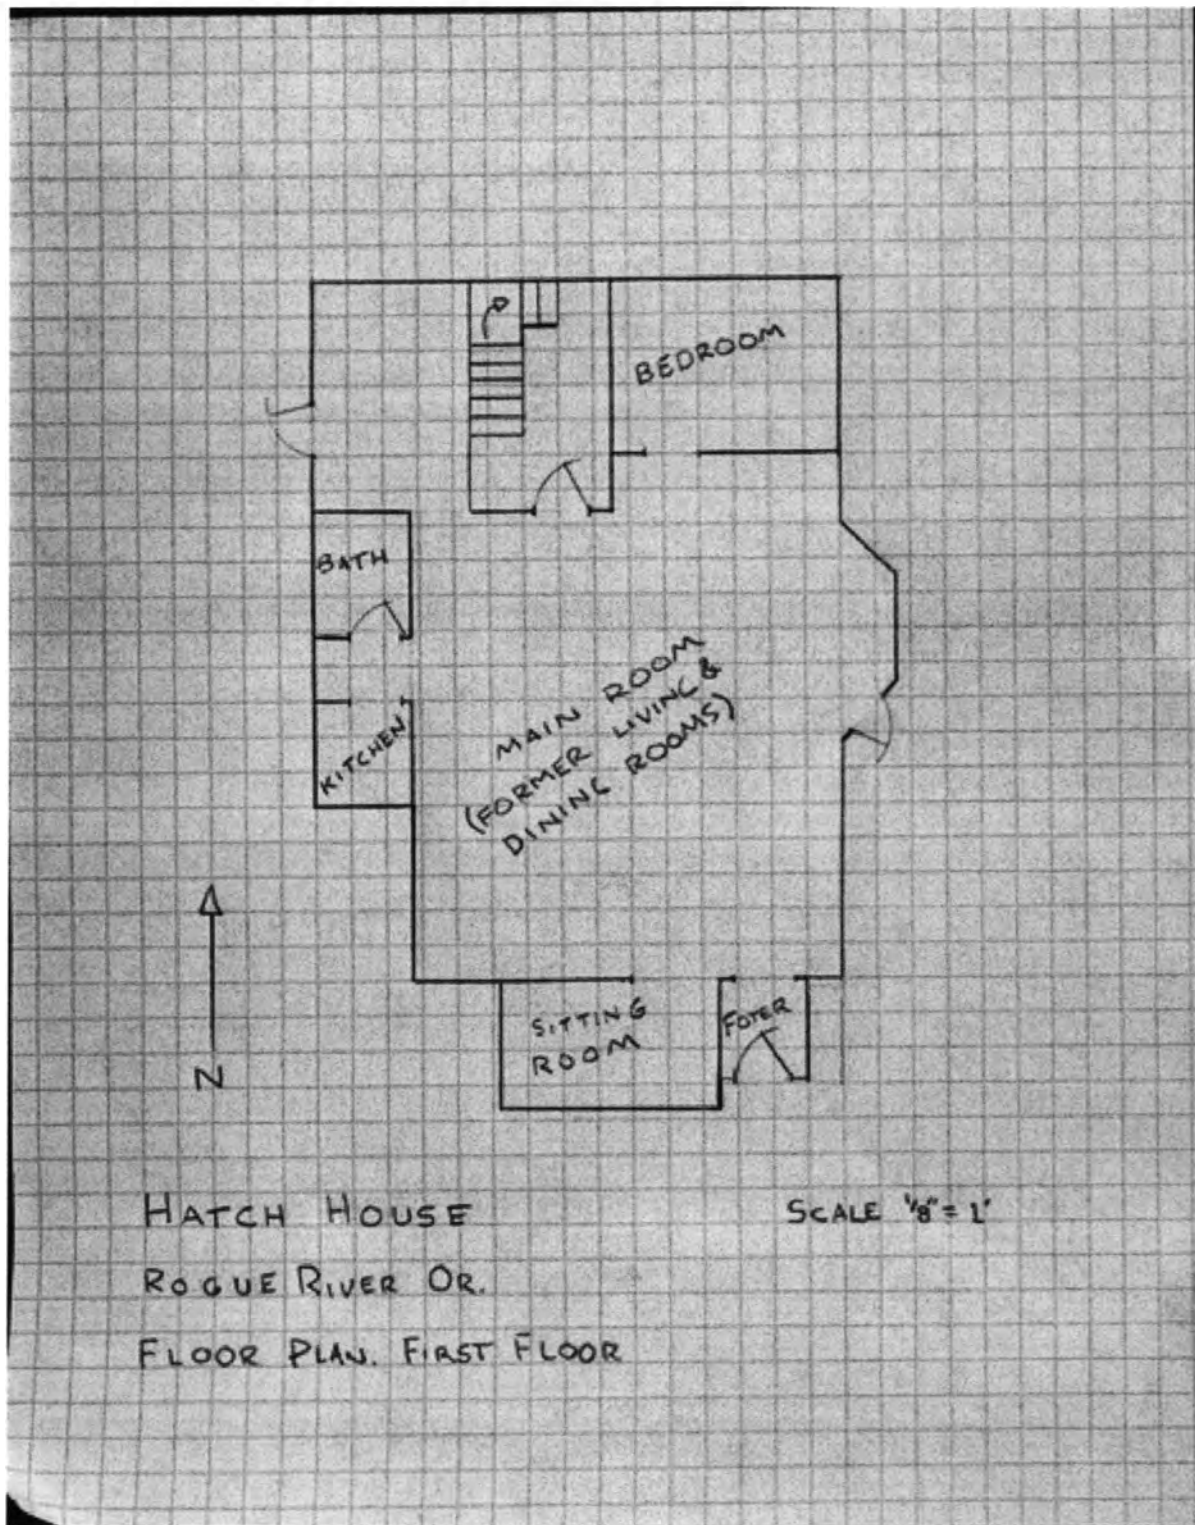 BEDROOM
BATH
MAIN ROOM
(FORMER LIVING &
DINING ROOMS)
KITCHEN
SITTING
ROOM
FOYER
N
HATCH HOUSE
SCALE 1/8" = 1'
ROGUE RIVER OR.
FLOOR PLAN. FIRST FLOOR